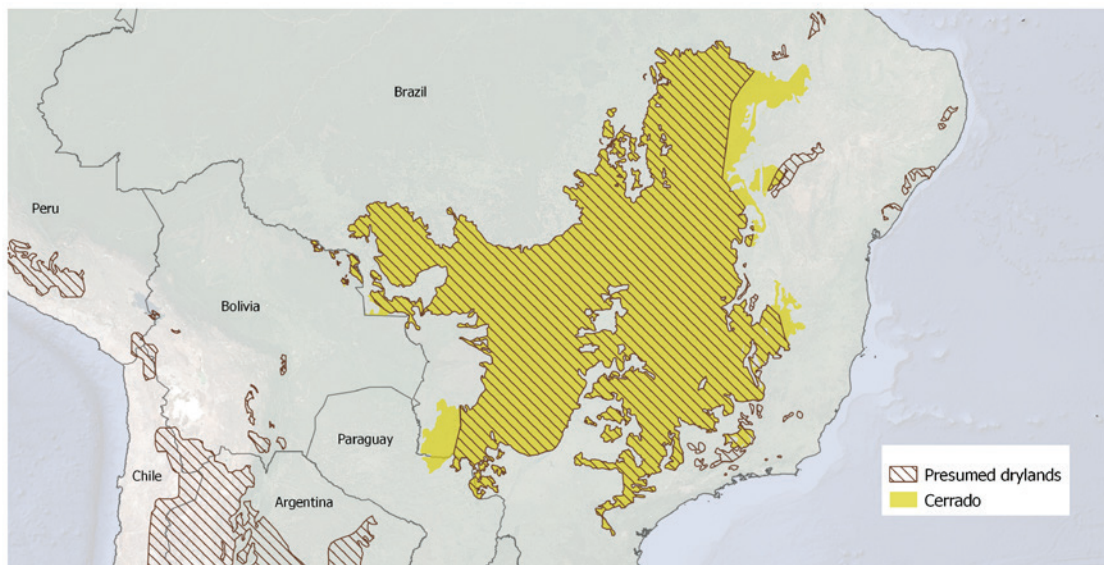 Brazil
Peru
Bolivia
Paraguay
Chile
Argentina
Presumed drylands
Cerrado